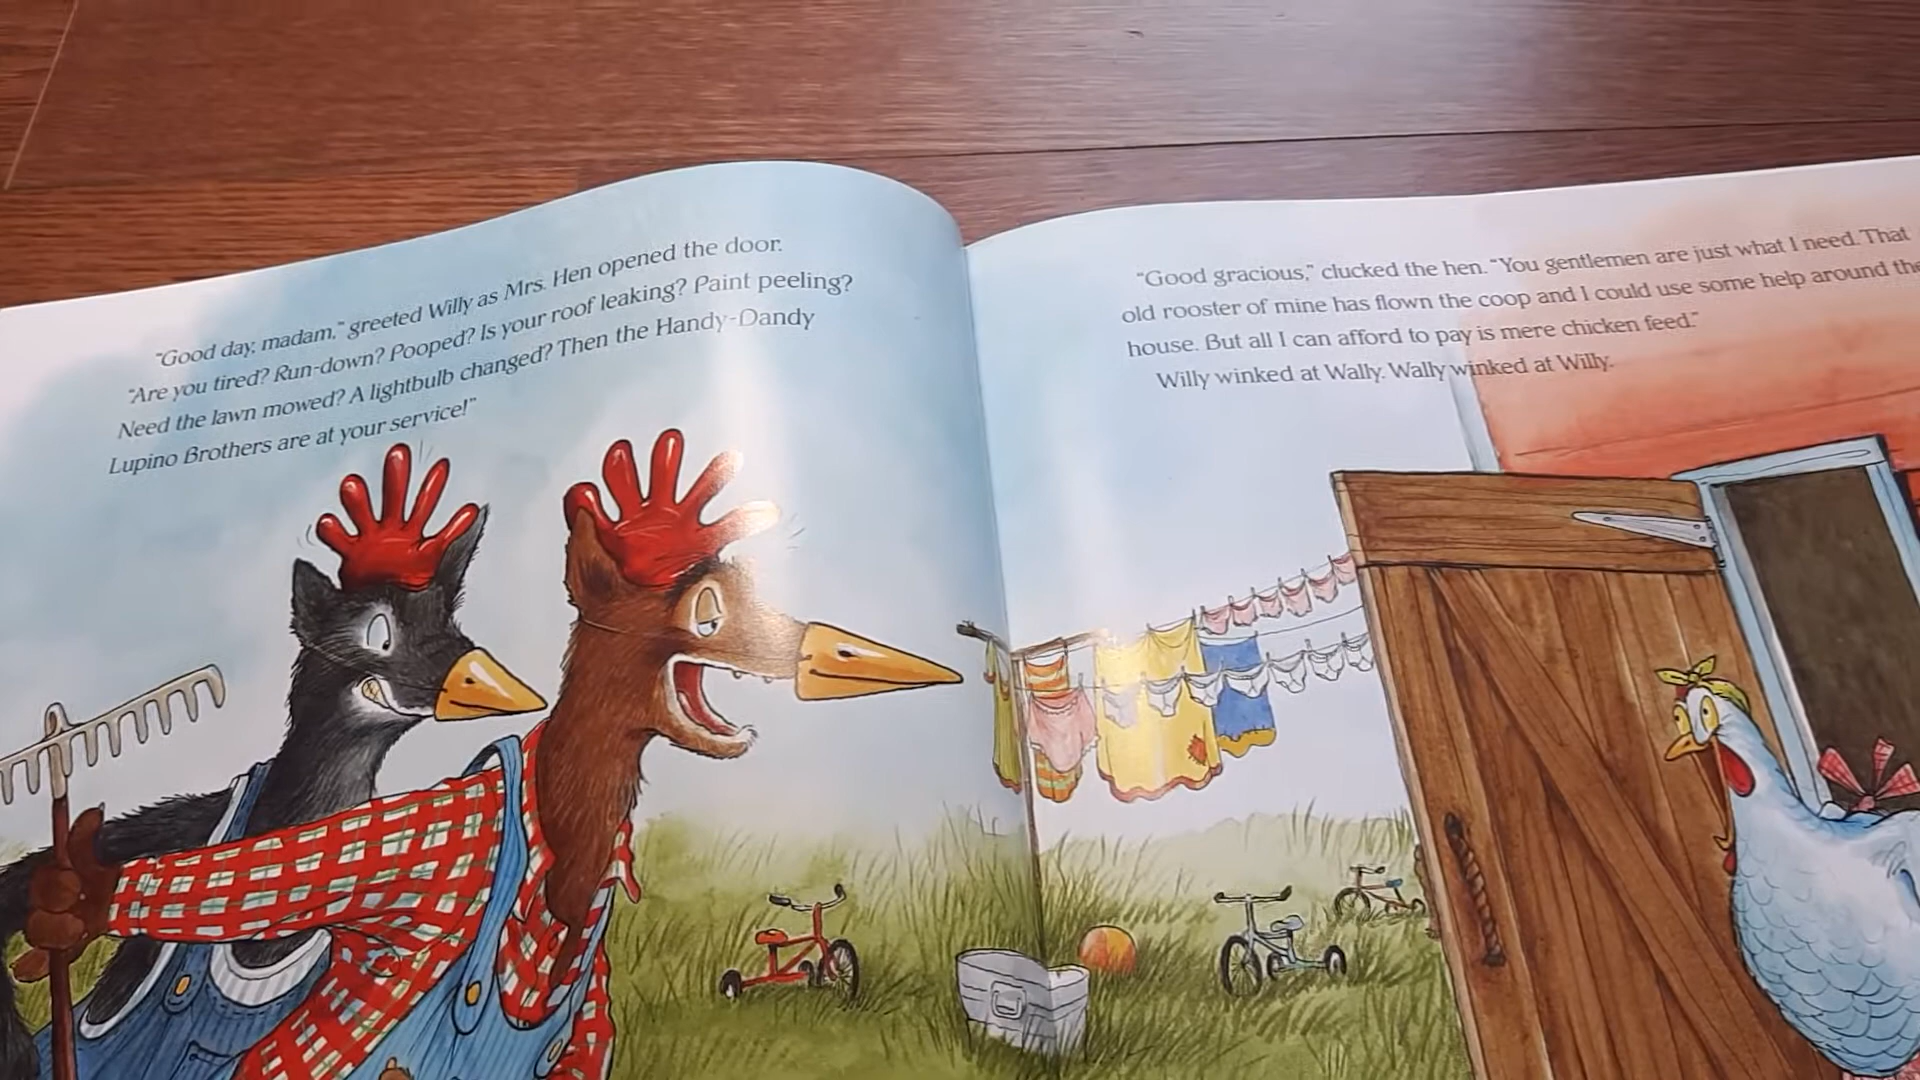 "Good day, madam," greeted Willy as Mrs. Hen opened the door.
"Are you tired? Run-down? Pooped? Is your roof leaking? Paint peeling?
Need the lawn mowed? A lightbulb changed? Then the Handy-Dandy
Lupino Brothers are at your service!"
"Good gracious," clucked the hen. "You gentlemen are just what I need. That
old rooster of mine has flown the coop and I could use some help around the
house. But all I can afford to pay is mere chicken feed."
Willy winked at Wally. Wally winked at Willy.